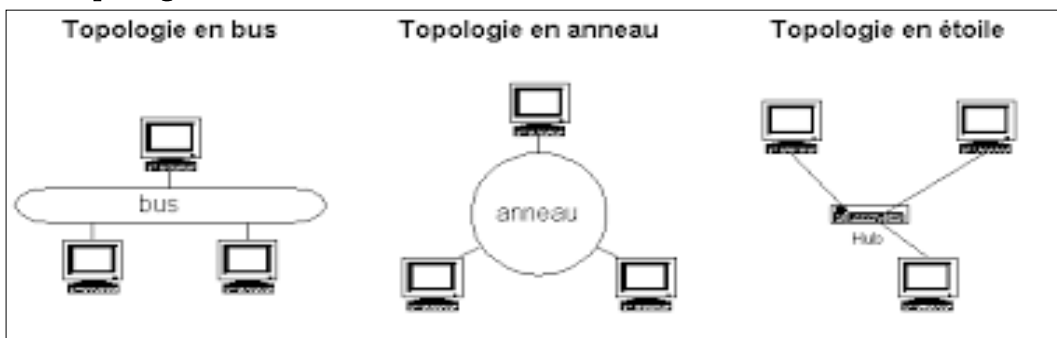 Topologie en bus
Topologie en anneau
Topologie en étoile
bus
anneau
Hub